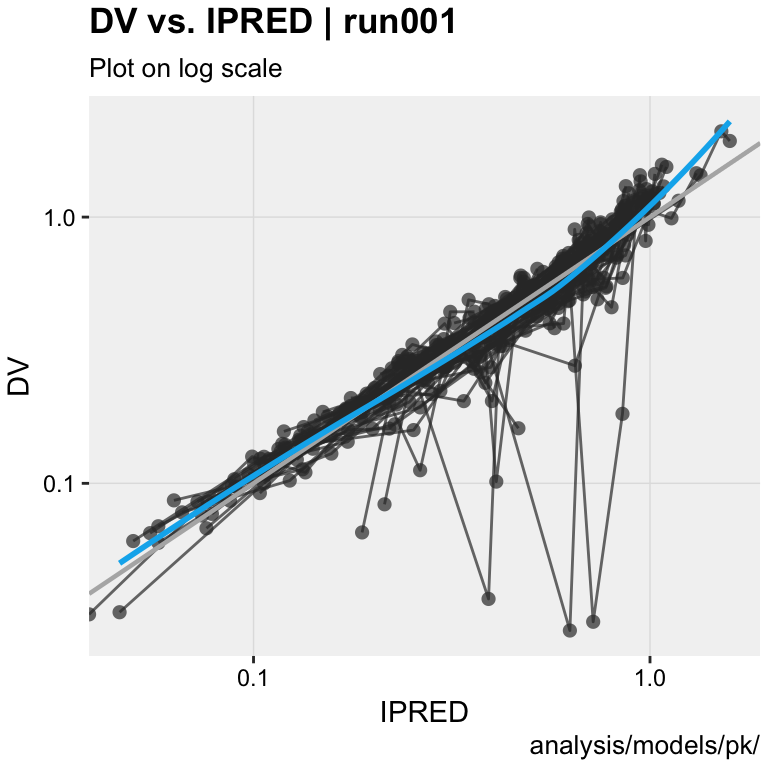 DV vs. IPRED | run001
Plot on log scale
1.0
DV
0.1
0.1
1.0
IPRED
analysis/models/pk/